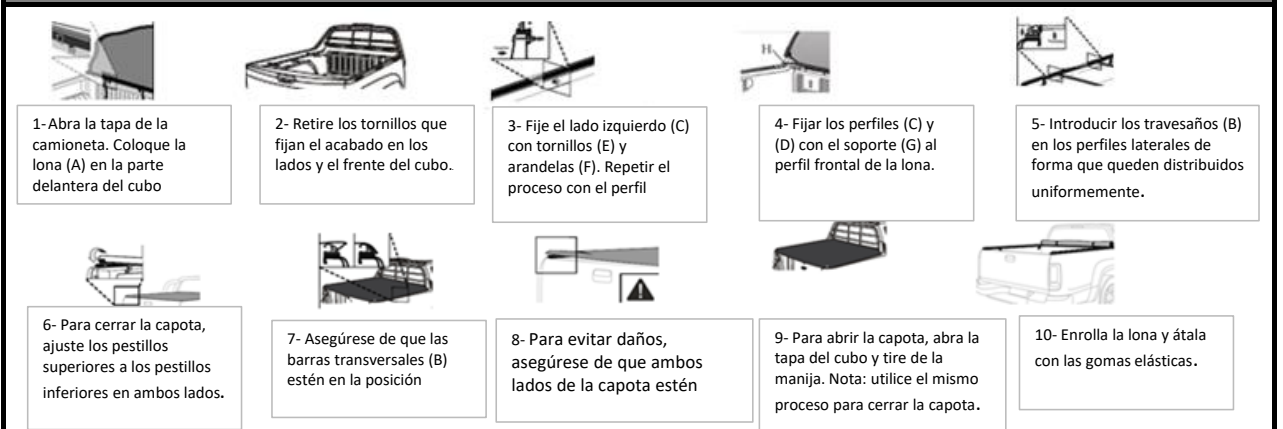 1-Abra la tapa de la
camioneta. Coloque la
lona (A) en la parte
delantera del cubo
2- Retire los tornillos que
fijan el acabado en los
lados y el frente del cubo.
3- Fije el lado izquierdo (C)
con tornillos (E) y
arandelas (F). Repetir el
proceso con el perfil
H
4- Fijar los perfiles (C) y
(D) con el soporte (G) al
perfil frontal de la lona.
5- Introducir los travesaños (B)
en los perfiles laterales de
forma que queden distribuidos
uniformemente.
6- Para cerrar la capota,
ajuste los pestillos
superiores a los pestillos
inferiores en ambos lados.
7- Asegúrese de que las
barras transversales (B)
estén en la posición
8- Para evitar daños,
asegúrese de que ambos
lados de la capota estén
9- Para abrir la capota, abra la
tapa del cubo y tire de la
manija. Nota: utilice el mismo
proceso para cerrar la capota.
10- Enrolla la lona y átala
con las gomas elásticas.